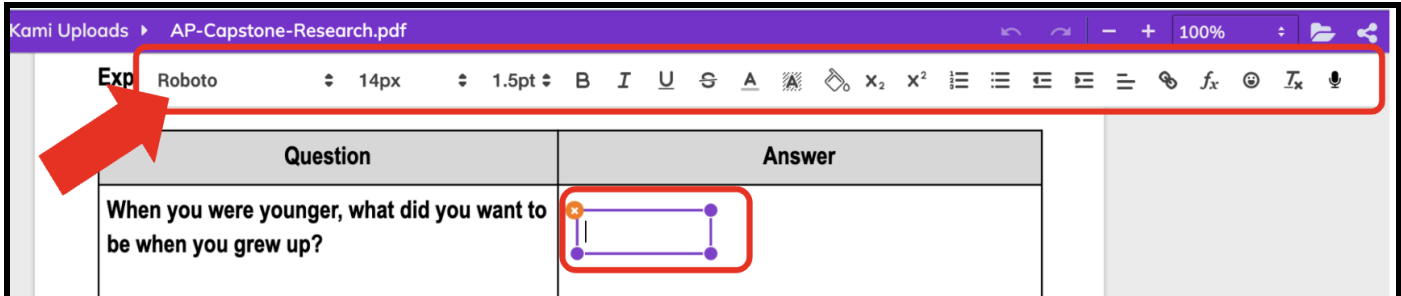 Kami Uploads AP-Capstone-Research.pdf 100%
Exp Roboto 14px 1.5pt B I U S A A X₂ X² fx Tx
Question Answer
When you were younger, what did you want to
be when you grew up?